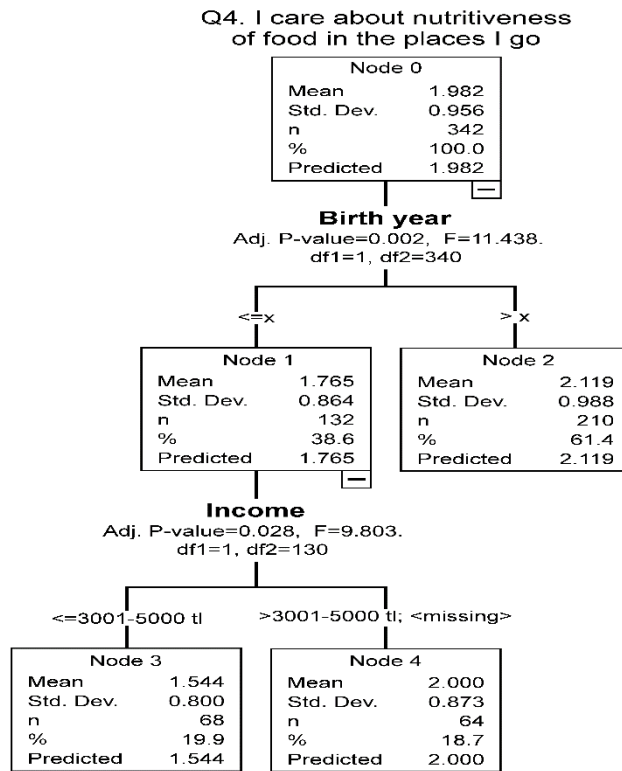 Q4. I care about nutritiveness
of food in the places I go
Node 0
Mean 1.982
Std. Dev. 0.956
n 342
% 100.0
Predicted 1.982
Birth year
Adj. P-value=0.002, F=11.438.
df1=1, df2=340
<=x
> x
Node 1
Mean 1.765
Std. Dev. 0.864
n 132
% 38.6
Predicted 1.765
Node 2
Mean 2.119
Std. Dev. 0.988
n 210
% 61.4
Predicted 2.119
Income
Adj. P-value=0.028, F=9.803.
df1=1, df2=130
<=3001-5000 tl
>3001-5000 tl; <missing>
Node 3
Mean 1.544
Std. Dev. 0.800
n 68
% 19.9
Predicted 1.544
Node 4
Mean 2.000
Std. Dev. 0.873
n 64
% 18.7
Predicted 2.000